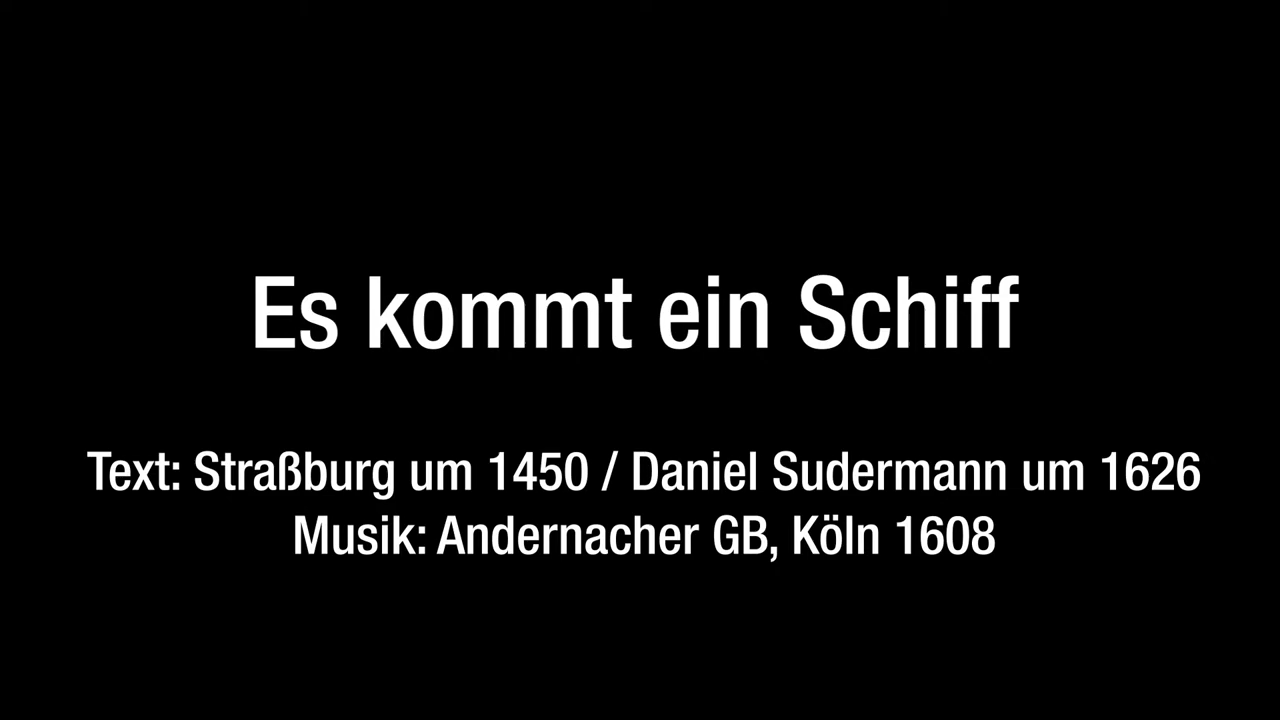 Es kommt ein Schiff
Text: Straßburg um 1450 / Daniel Sudermann um 1626
Musik: Andernacher GB, Köln 1608